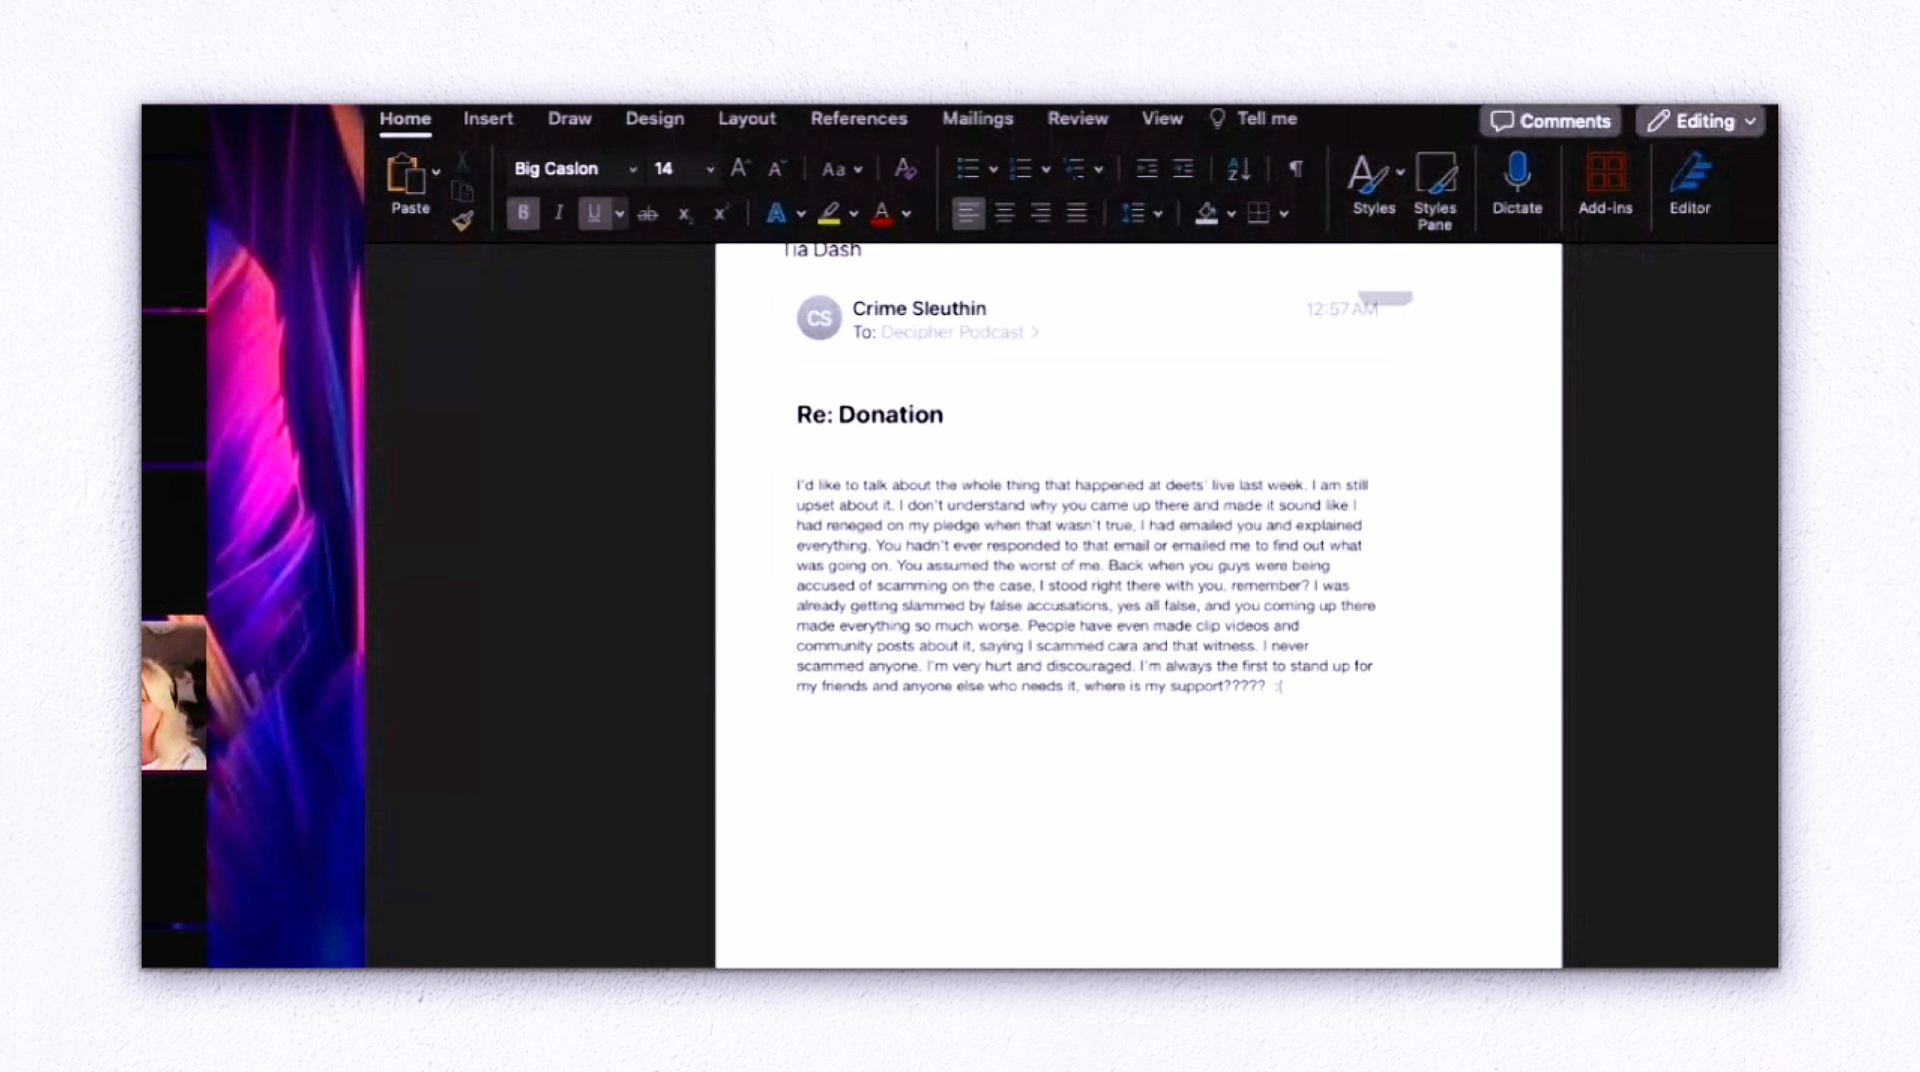 Home Insert Draw Design Layout References Mailings Review View Tell me Comments Editing
Paste Big Caslon 14 Aa Styles Styles Pane Dictate Add-ins Editor
Tia Dash
CS Crime Sleuthin 12:57 AM
To: Decipher Podcast >
Re: Donation
I'd like to talk about the whole thing that happened at deets' live last week. I am still
upset about it. I don't understand why you came up there and made it sound like I
had reneged on my pledge when that wasn't true, I had emailed you and explained
everything. You hadn't ever responded to that email or emailed me to find out what
was going on. You assumed the worst of me. Back when you guys were being
accused of scamming on the case, I stood right there with you, remember? I was
already getting slammed by false accusations, yes all false, and you coming up there
made everything so much worse. People have even made clip videos and
community posts about it, saying I scammed cara and that witness. I never
scammed anyone. I'm very hurt and discouraged. I'm always the first to stand up for
my friends and anyone else who needs it, where is my support????? :(